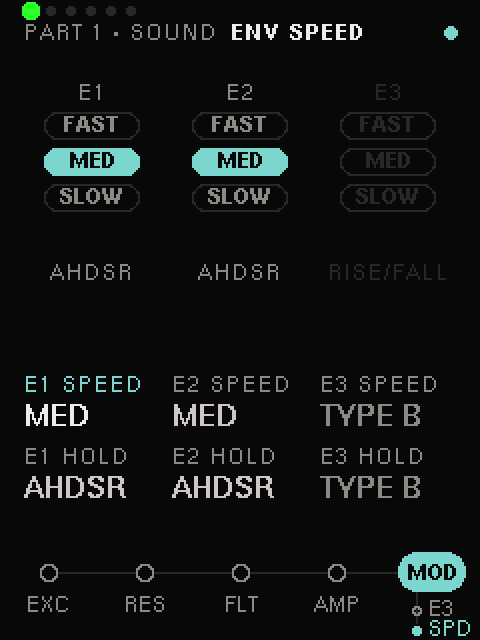 PART 1 · SOUND ENV SPEED
E1 E2 E3
FAST FAST FAST
MED MED MED
SLOW SLOW SLOW
AHDSR AHDSR RISE/FALL
E1 SPEED E2 SPEED E3 SPEED
MED MED TYPE B
E1 HOLD E2 HOLD E3 HOLD
AHDSR AHDSR TYPE B
MOD
EXC RES FLT AMP
E3
SPD